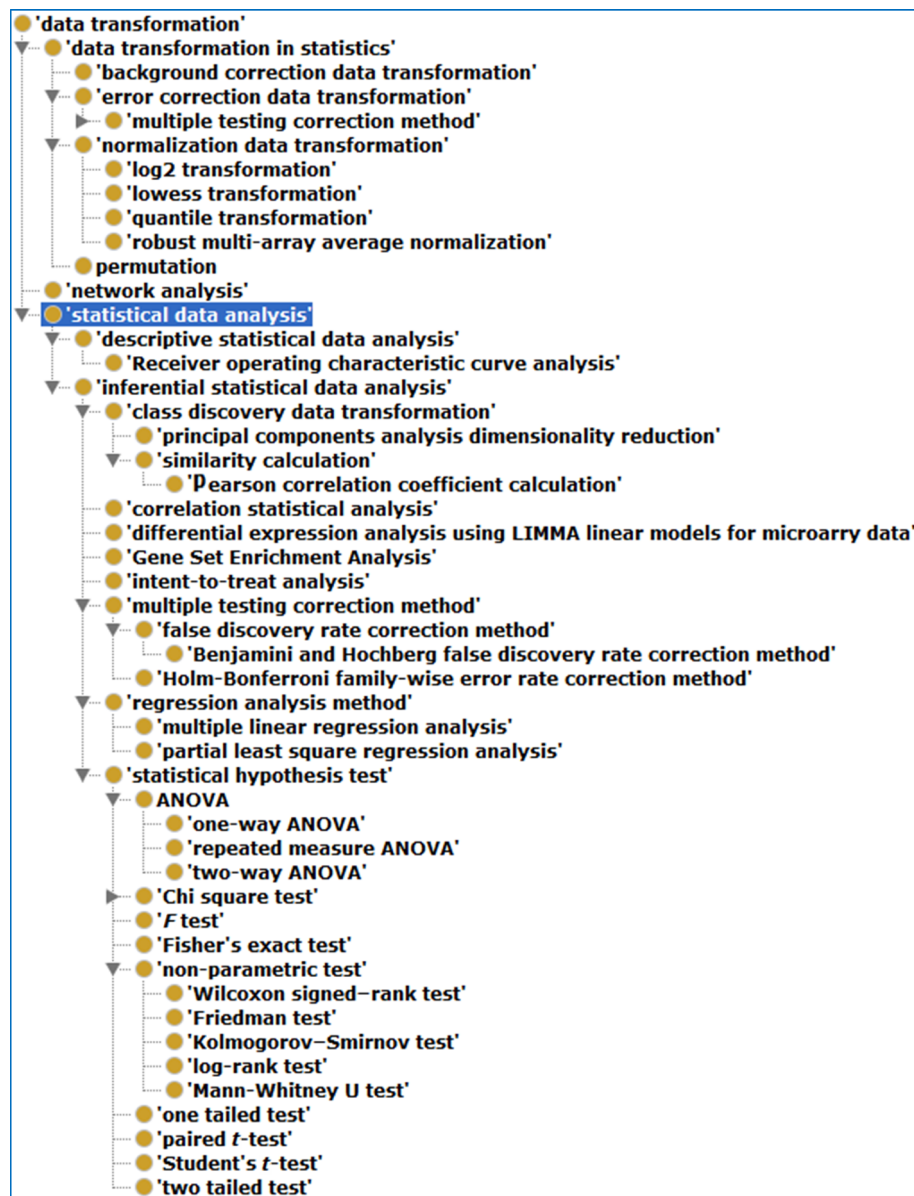 'data transformation'
'data transformation in statistics'
'background correction data transformation'
'error correction data transformation'
'multiple testing correction method'
'normalization data transformation'
'log2 transformation'
'lowess transformation'
'quantile transformation'
'robust multi-array average normalization'
permutation
'network analysis'
'statistical data analysis'
'descriptive statistical data analysis'
'Receiver operating characteristic curve analysis'
'inferential statistical data analysis'
'class discovery data transformation'
'principal components analysis dimensionality reduction'
'similarity calculation'
'pearson correlation coefficient calculation'
'correlation statistical analysis'
'differential expression analysis using LIMMA linear models for microarry data'
'Gene Set Enrichment Analysis'
'intent-to-treat analysis'
'multiple testing correction method'
'false discovery rate correction method'
'Benjamini and Hochberg false discovery rate correction method'
'Holm-Bonferroni family-wise error rate correction method'
'regression analysis method'
'multiple linear regression analysis'
'partial least square regression analysis'
'statistical hypothesis test'
ANOVA
'one-way ANOVA'
'repeated measure ANOVA'
'two-way ANOVA'
'Chi square test'
'F test'
'Fisher's exact test'
'non-parametric test'
'Wilcoxon signed–rank test'
'Friedman test'
'Kolmogorov–Smirnov test'
'log-rank test'
'Mann-Whitney U test'
'one tailed test'
'paired t-test'
'Student's t-test'
'two tailed test'